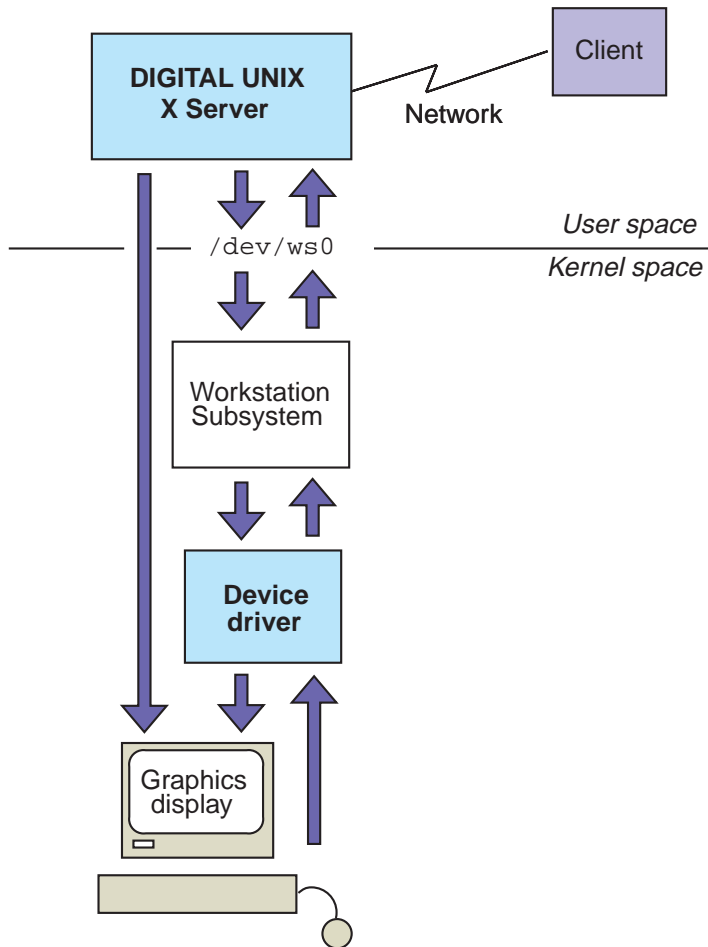 DIGITAL UNIX
X Server
Client
Network
User space
/dev/ws0
Kernel space
Workstation
Subsystem
Device
driver
Graphics
display